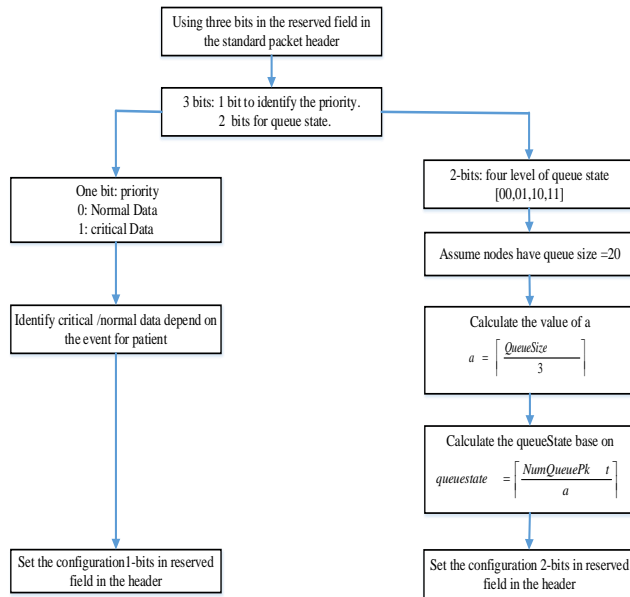 Using three bits in the reserved field in
the standard packet header
3 bits: 1 bit to identify the priority.
2 bits for queue state.
One bit: priority
0: Normal Data
1: critical Data
Identify critical /normal data depend on
the event for patient
Set the configuration1-bits in reserved
field in the header
2-bits: four level of queue state
[00,01,10,11]
Assume nodes have queue size =20
Calculate the value of a
a = ⌈QueueSize / 3⌉
Calculate the queueState base on
queuestate = ⌈NumQueuePk t / a⌉
Set the configuration 2-bits in reserved
field in the header